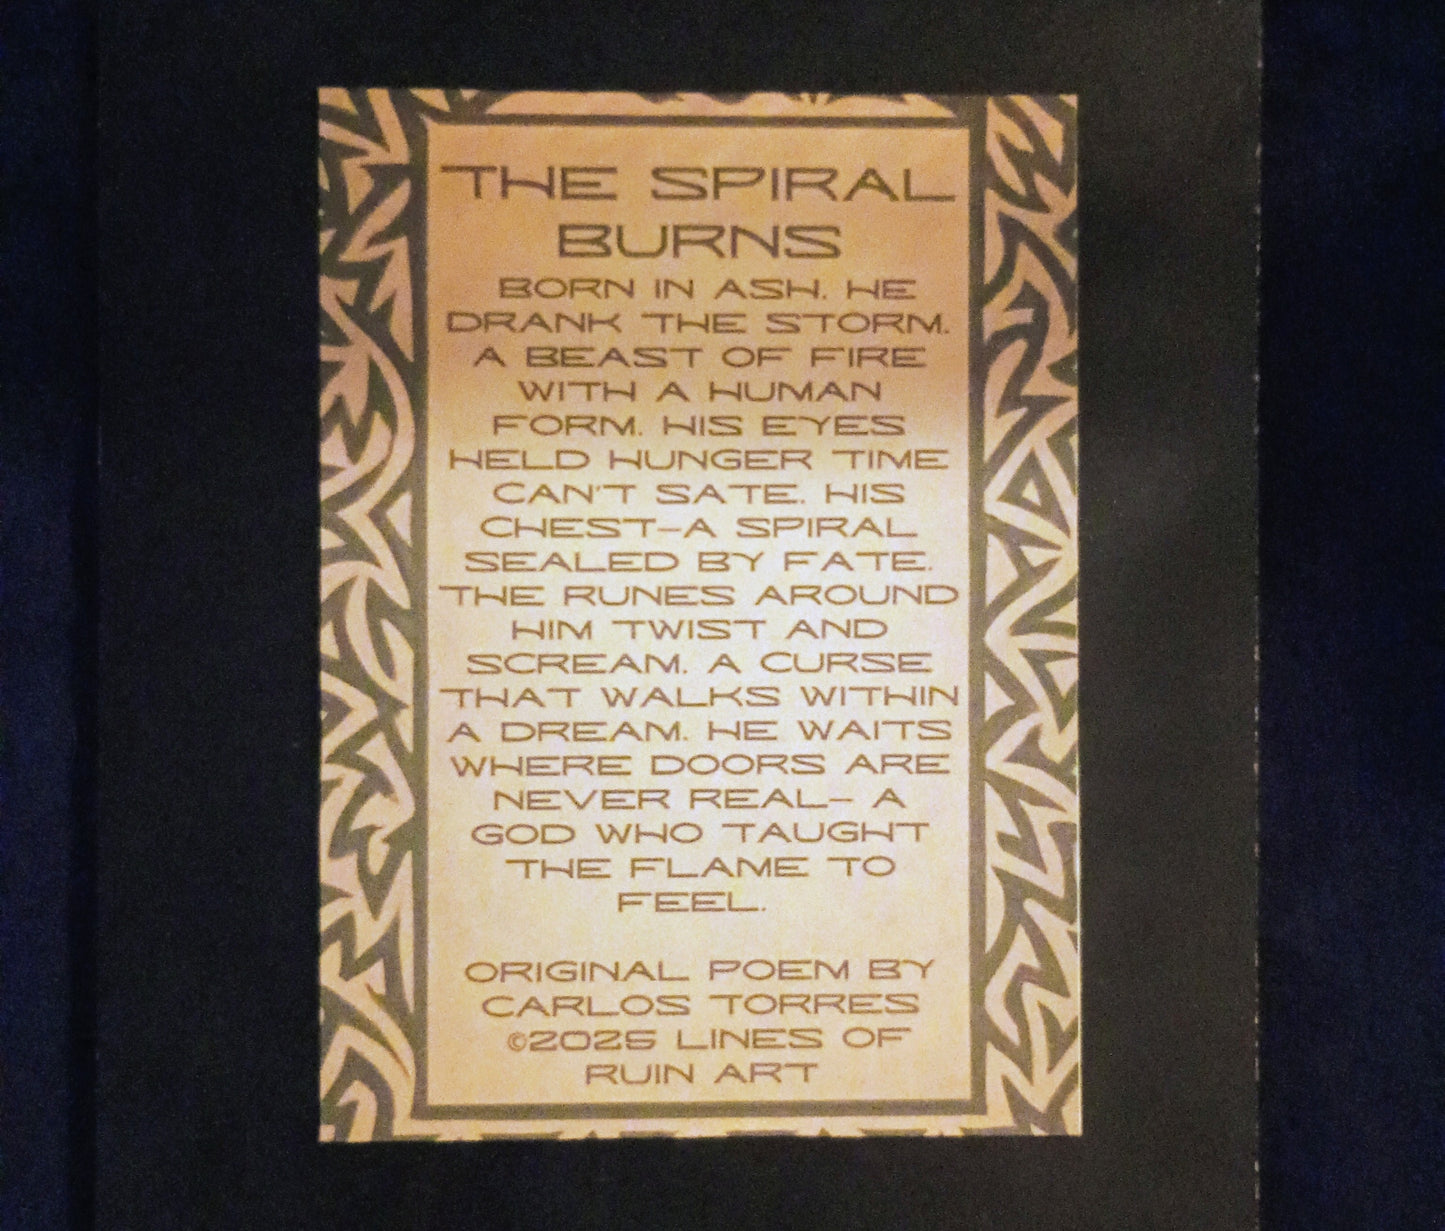 THE SPIRAL
BURNS
BORN IN ASH. HE
DRANK THE STORM.
A BEAST OF FIRE
WITH A HUMAN
FORM. HIS EYES
HELD HUNGER TIME
CAN'T SATE. HIS
CHEST-A SPIRAL
SEALED BY FATE.
THE RUNES AROUND
HIM TWIST AND
SCREAM. A CURSE
THAT WALKS WITHIN
A DREAM. HE WAITS
WHERE DOORS ARE
NEVER REAL- A
GOD WHO TAUGHT
THE FLAME TO
FEEL.
ORIGINAL POEM BY
CARLOS TORRES
©2025 LINES OF
RUIN ART